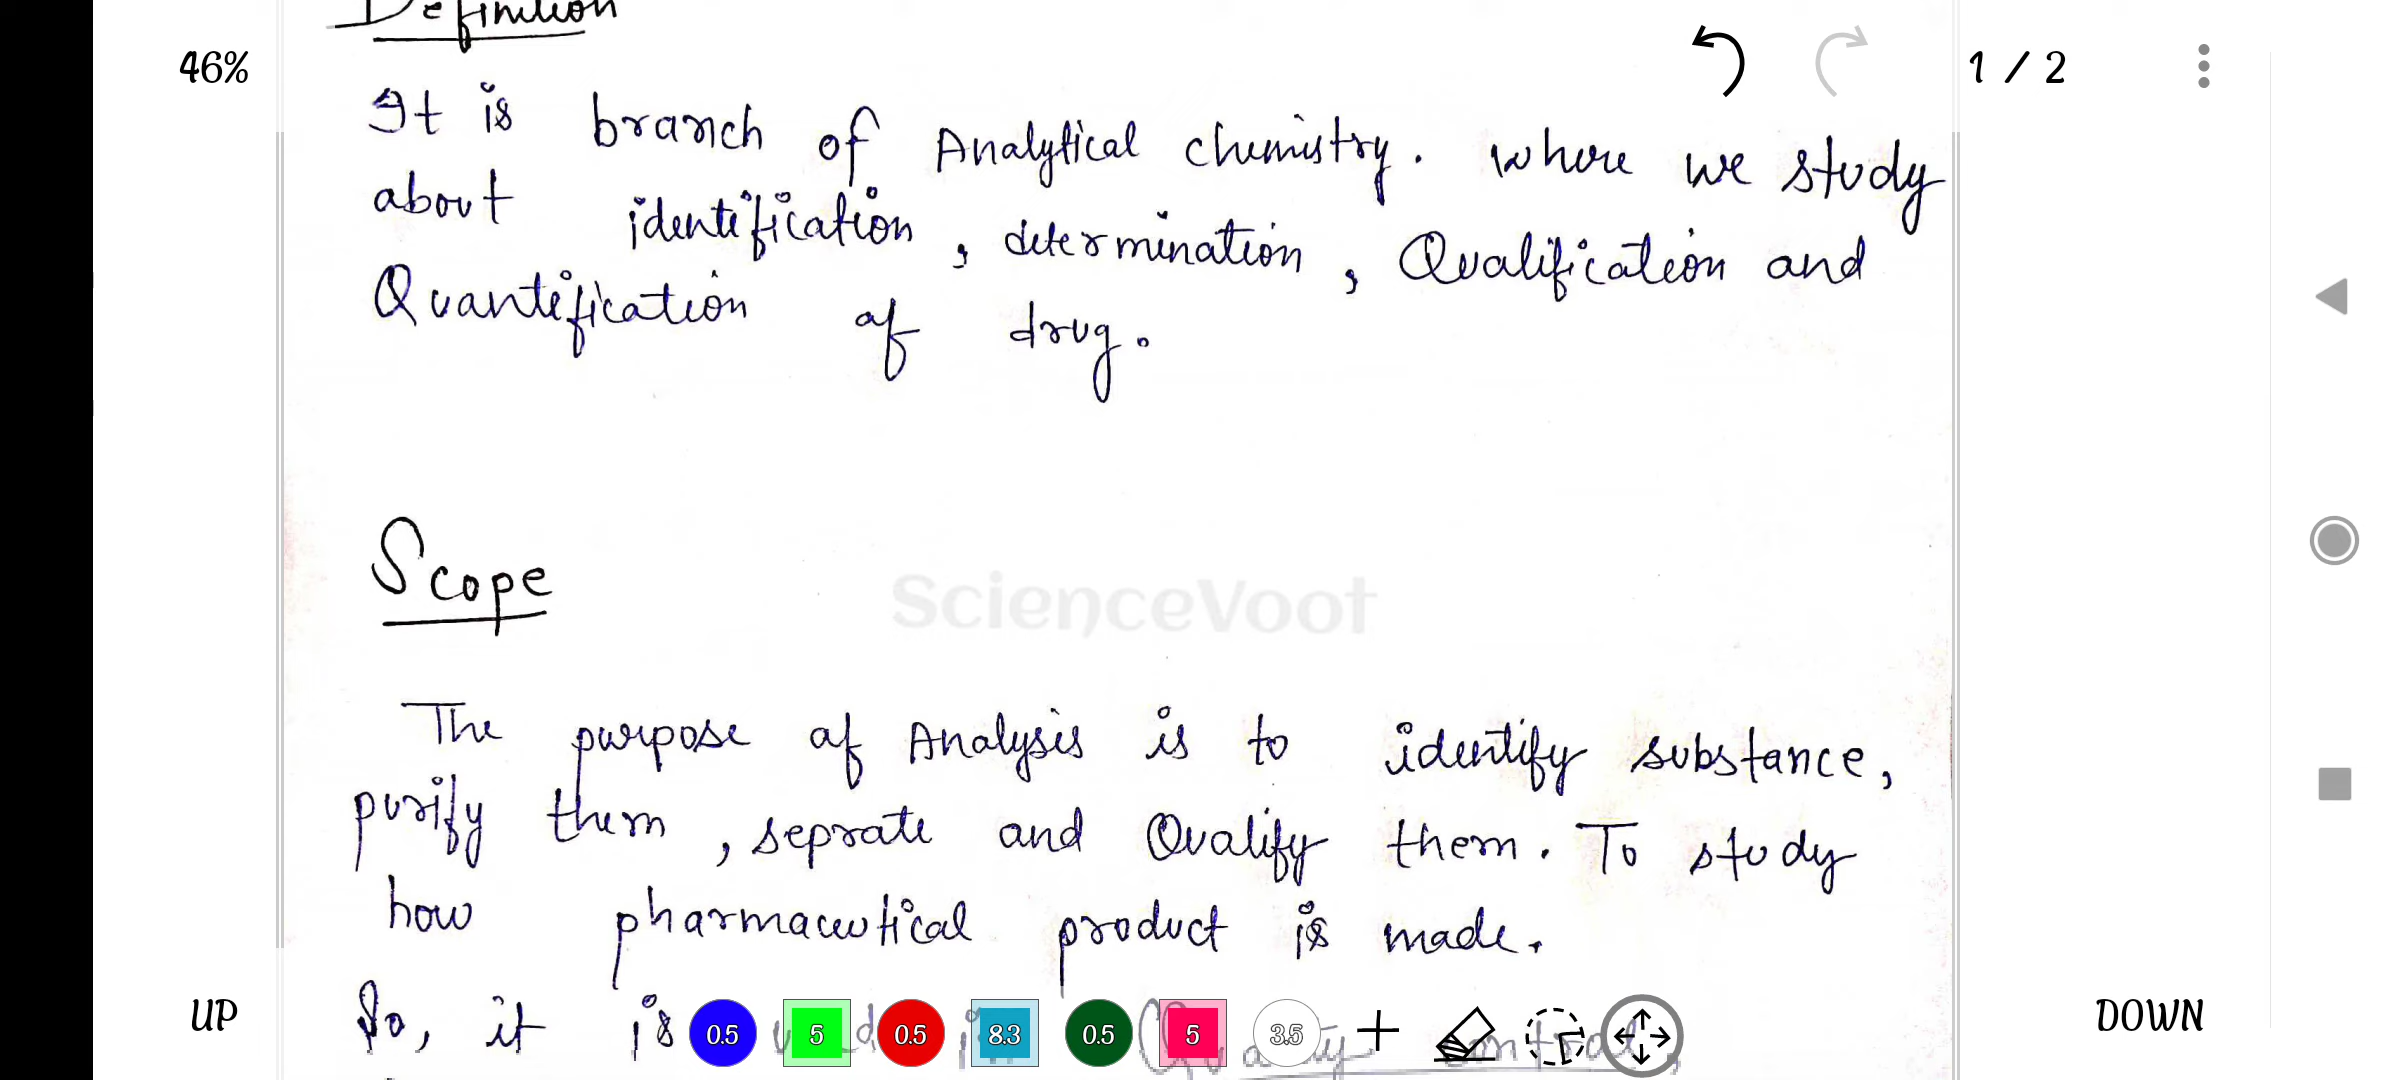 Definition
46%
1 / 2
It is branch of Analytical chemistry. Where we study
about identification, determination, Qualification and
Quantification of drug.
Scope
ScienceVoot
The purpose of Analysis is to identify substance,
purify them, seprate and Qualify them. To study
how pharmaceutical product is made.
So, it is
UP
0.5 5 0.5 8.3 0.5 5 3.5
DOWN